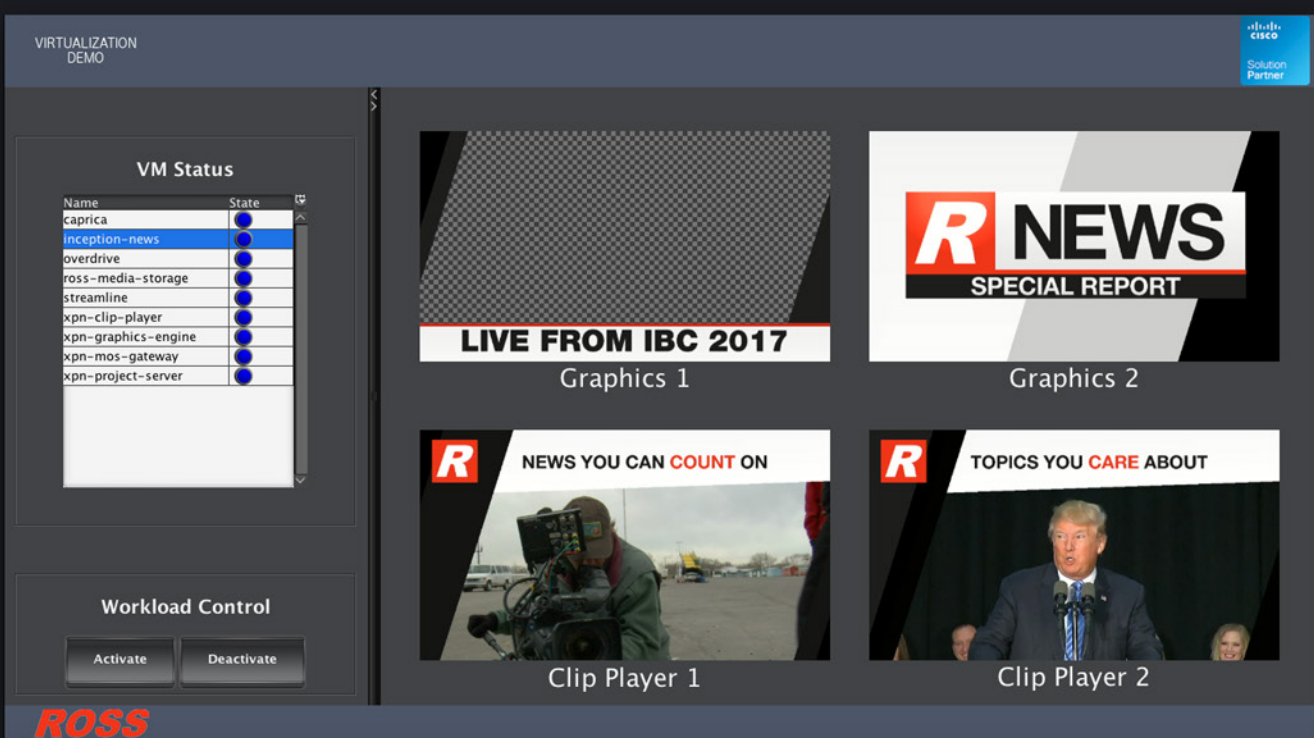 VIRTUALIZATION
DEMO
CISCO
Solution
Partner
VM Status
Name State
caprica
inception-news
overdrive
ross-media-storage
streamline
xpn-clip-player
xpn-graphics-engine
xpn-mos-gateway
xpn-project-server
Workload Control
Activate Deactivate
LIVE FROM IBC 2017
Graphics 1
R NEWS
SPECIAL REPORT
Graphics 2
R NEWS YOU CAN COUNT ON
Clip Player 1
R TOPICS YOU CARE ABOUT
Clip Player 2
ROSS